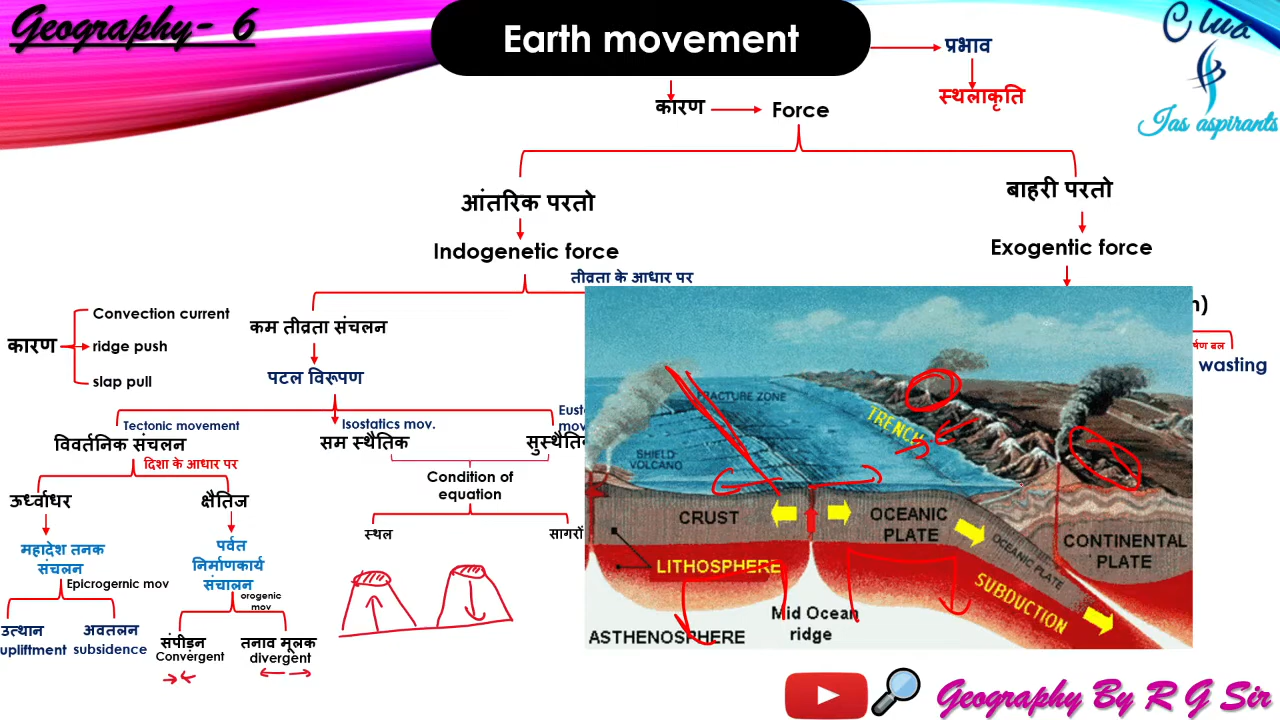 Geography- 6
Earth movement
प्रभाव
स्थलाकृति
कारण
Force
Ias aspirants
आंतरिक परतो
बाहरी परतो
Indogenetic force
Exogentic force
तीव्रता के आधार पर
कारण
Convection current
ridge push
slap pull
कम तीव्रता संचलन
पटल विरूपण
n)
र्षण बल
wasting
Tectonic movement
विवर्तनिक संचलन
दिशा के आधार पर
Isostatics mov.
सम स्थैतिक
Condition of
equation
स्थल
ऊर्ध्वाधर
क्षैतिज
महादेश तनक
संचलन
Epicrogernic mov
पर्वत
निर्माणकार्य
संचालन
orogenic
mov
उत्थान
upliftment
अवतलन
subsidence
संपीड़न
Convergent
तनाव मूलक
divergent
FRACTURE ZONE
TRENCH
SHIELD
VOLCANO
CRUST
OCEANIC
PLATE
OCEANIC PLATE
CONTINENTAL
PLATE
LITHOSPHERE
SUBDUCTION
Mid Ocean
ridge
ASTHENOSPHERE
Geography By R G Sir